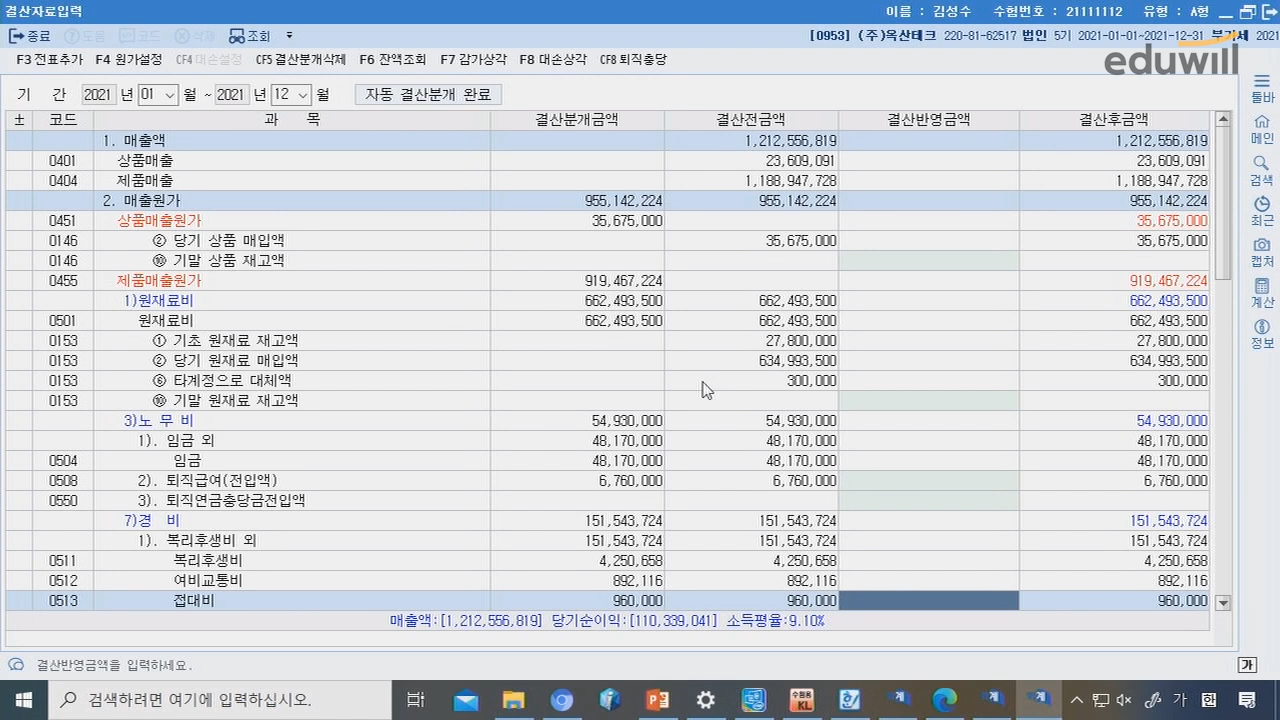 결산자료입력 이름 : 김성수 수험번호 : 21111112 유형 : A형
종료 도움 코드 삭제 조회 [0953] (주)옥산테크 220-81-62517 법인 5기 2021-01-01~2021-12-31 부가세 2021
F3 전표추가 F4 원가설정 CF4 대손설정 CF5 결산분개삭제 F6 잔액조회 F7 감가상각 F8 대손상각 CF8 퇴직충당
eduwill
기 간 2021 년 01 월 ~ 2021 년 12 월 자동 결산분개 완료
± 코드 과 목 결산분개금액 결산전금액 결산반영금액 결산후금액
1. 매출액 1,212,556,819 1,212,556,819
0401 상품매출 23,609,091 23,609,091
0404 제품매출 1,188,947,728 1,188,947,728
2. 매출원가 955,142,224 955,142,224 955,142,224
0451 상품매출원가 35,675,000 35,675,000
0146 ② 당기 상품 매입액 35,675,000 35,675,000
0146 ⑩ 기말 상품 재고액
0455 제품매출원가 919,467,224 919,467,224
1)원재료비 662,493,500 662,493,500 662,493,500
0501 원재료비 662,493,500 662,493,500 662,493,500
0153 ① 기초 원재료 재고액 27,800,000 27,800,000
0153 ② 당기 원재료 매입액 634,993,500 634,993,500
0153 ⑥ 타계정으로 대체액 300,000 300,000
0153 ⑩ 기말 원재료 재고액
3)노 무 비 54,930,000 54,930,000 54,930,000
1). 임금 외 48,170,000 48,170,000 48,170,000
0504 임금 48,170,000 48,170,000 48,170,000
0508 2). 퇴직급여(전입액) 6,760,000 6,760,000 6,760,000
0550 3). 퇴직연금충당금전입액
7)경 비 151,543,724 151,543,724 151,543,724
1). 복리후생비 외 151,543,724 151,543,724 151,543,724
0511 복리후생비 4,250,658 4,250,658 4,250,658
0512 여비교통비 892,116 892,116 892,116
0513 접대비 960,000 960,000 960,000
매출액:[1,212,556,819] 당기순이익:[110,339,041] 소득평율:9.10%
툴바
메인
검색
최근
캡처
계산
정보
결산반영금액을 입력하세요. 가
검색하려면 여기에 입력하십시오. 수험용 KL 계 계 계 가 한